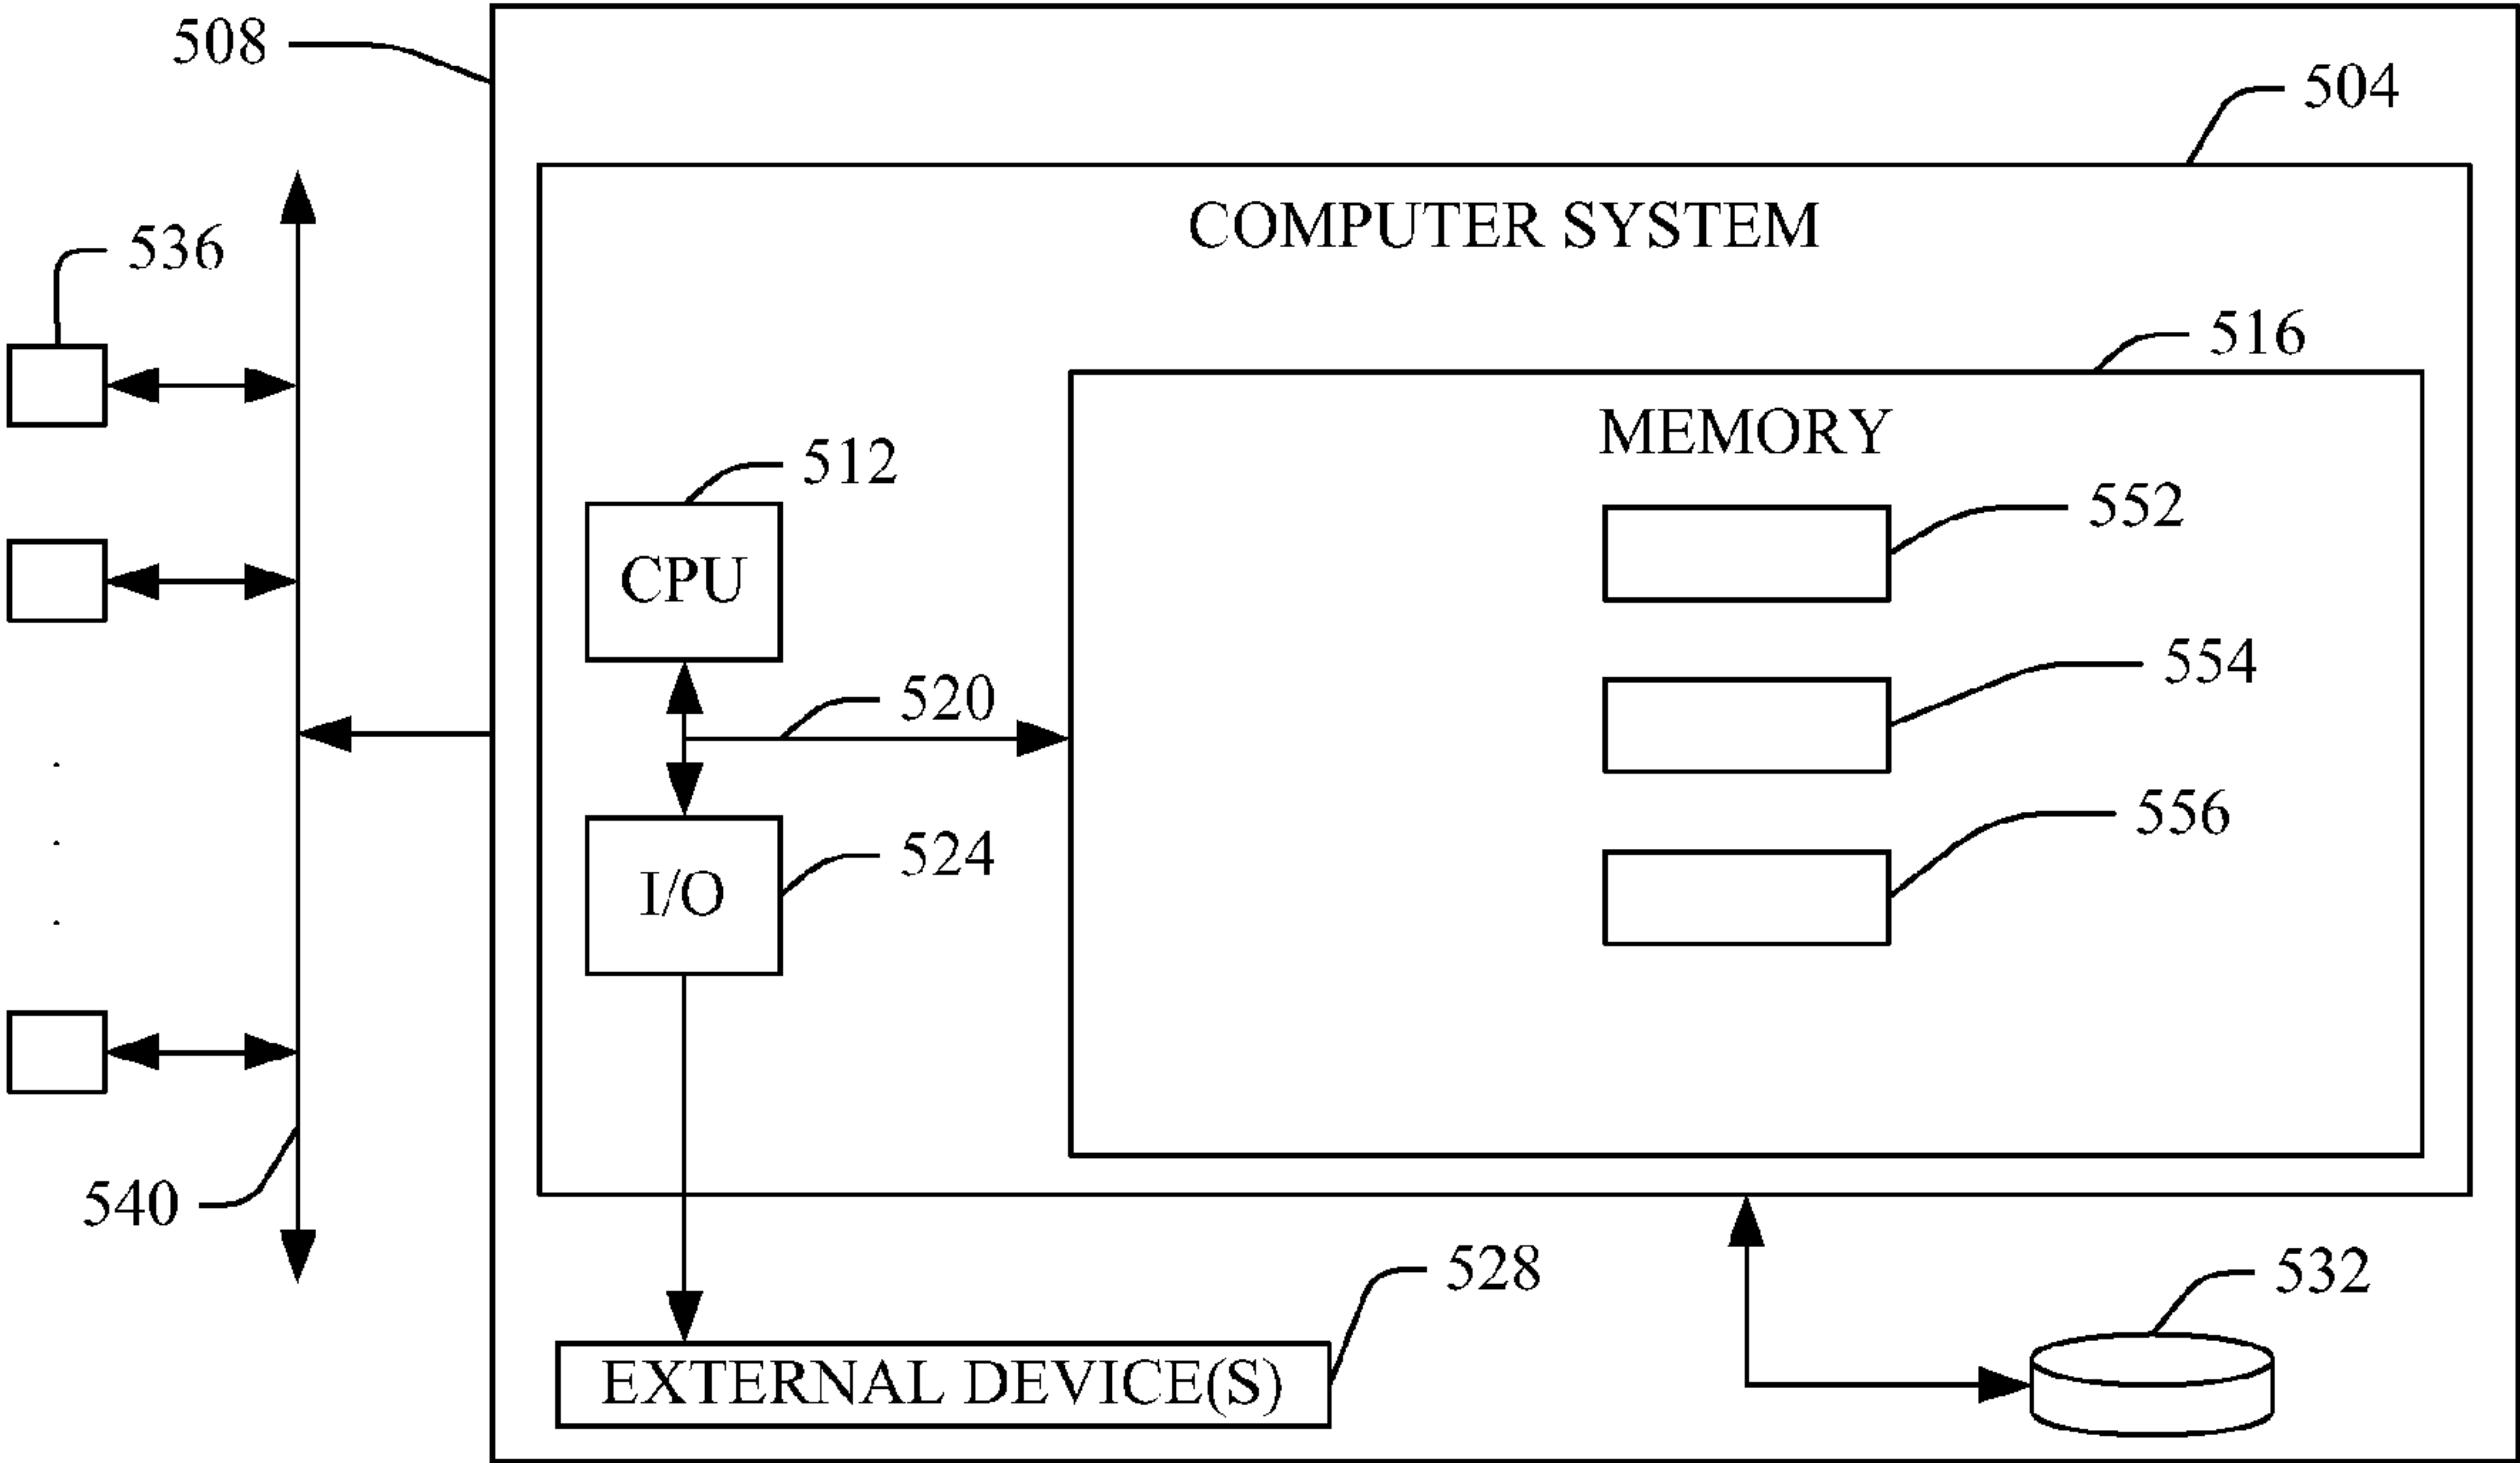 508
504
COMPUTER SYSTEM
536
516
MEMORY
512
552
CPU
554
520
556
524
I/O
540
528
532
EXTERNAL DEVICE(S)